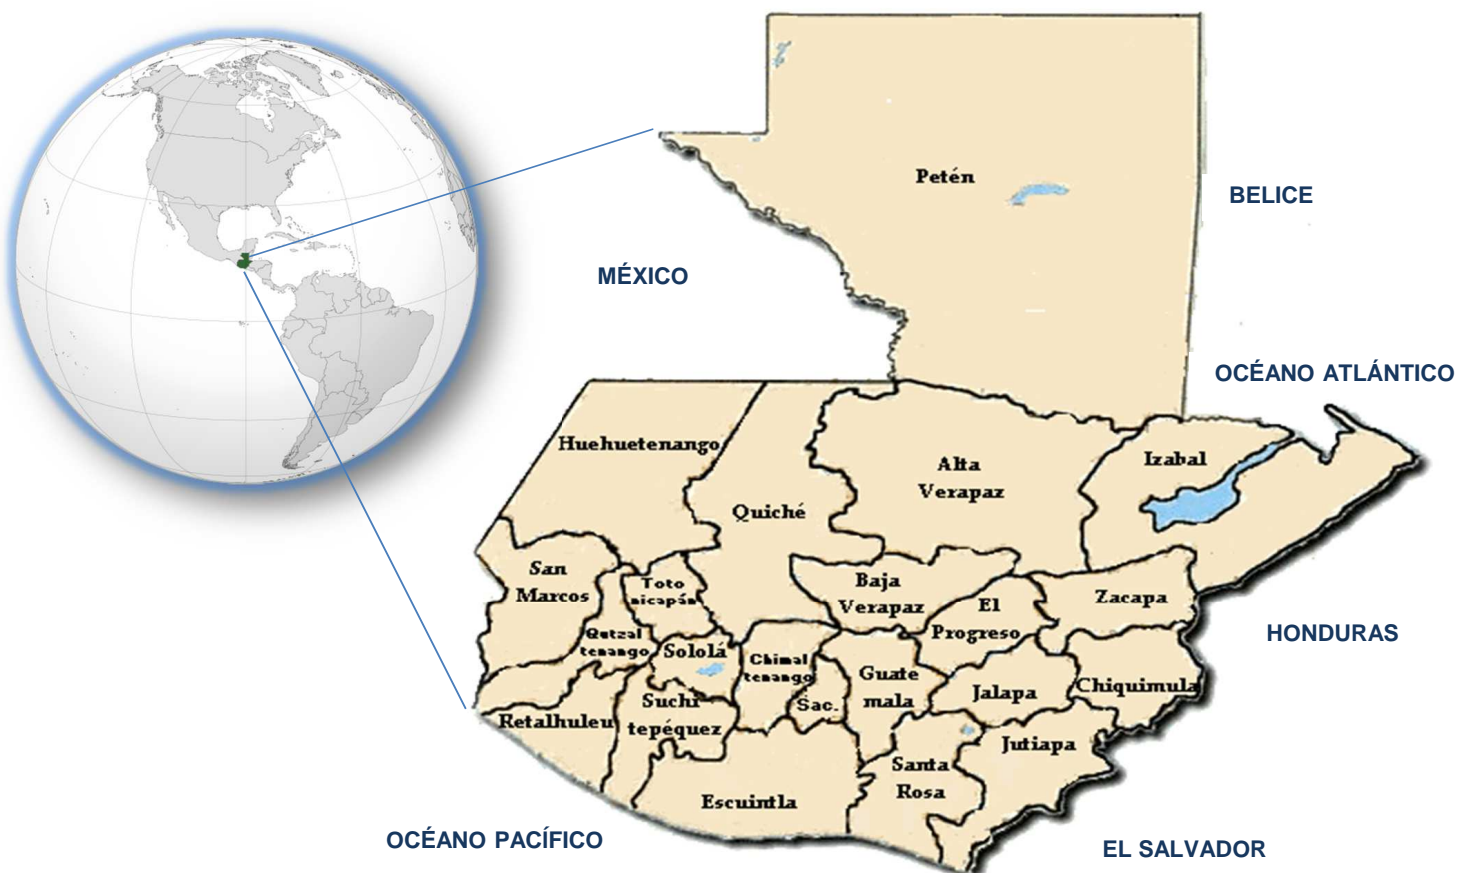 Petén
BELICE
MÉXICO
OCÉANO ATLÁNTICO
Huehuetenango
Alta
Verapaz
Izabal
Quiché
San
Marcos
Toto
nicapán
Baja
Verapaz
El
Progreso
Zacapa
HONDURAS
Qutzal
tenango
Sololá
Chimal
tenango
Guate
mala
Jalapa
Chiquimula
Retalhuleu
Suchi
tepéquez
Sac.
Jutiapa
Santa
Rosa
Escuintla
OCÉANO PACÍFICO
EL SALVADOR